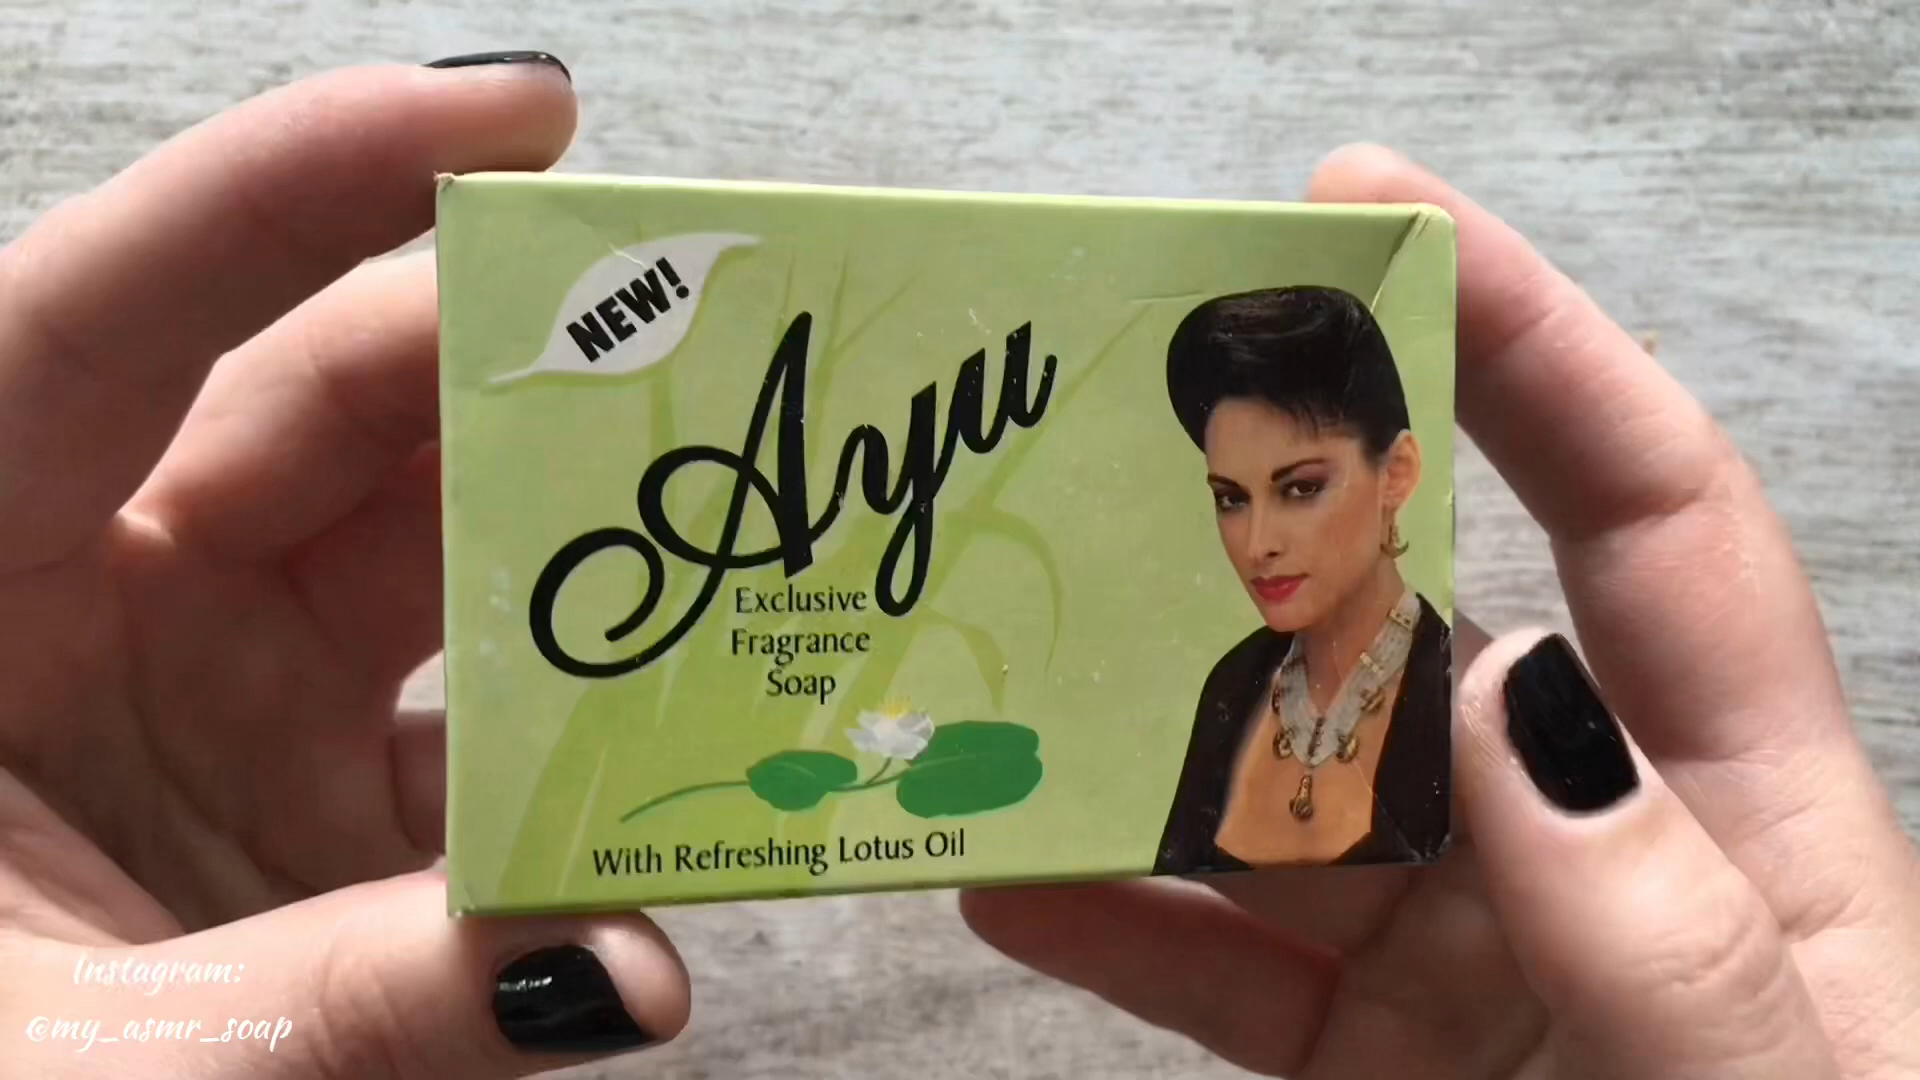 NEW!
Ayu
Exclusive
Fragrance
Soap
With Refreshing Lotus Oil
Instagram:
@my_asmr_soap